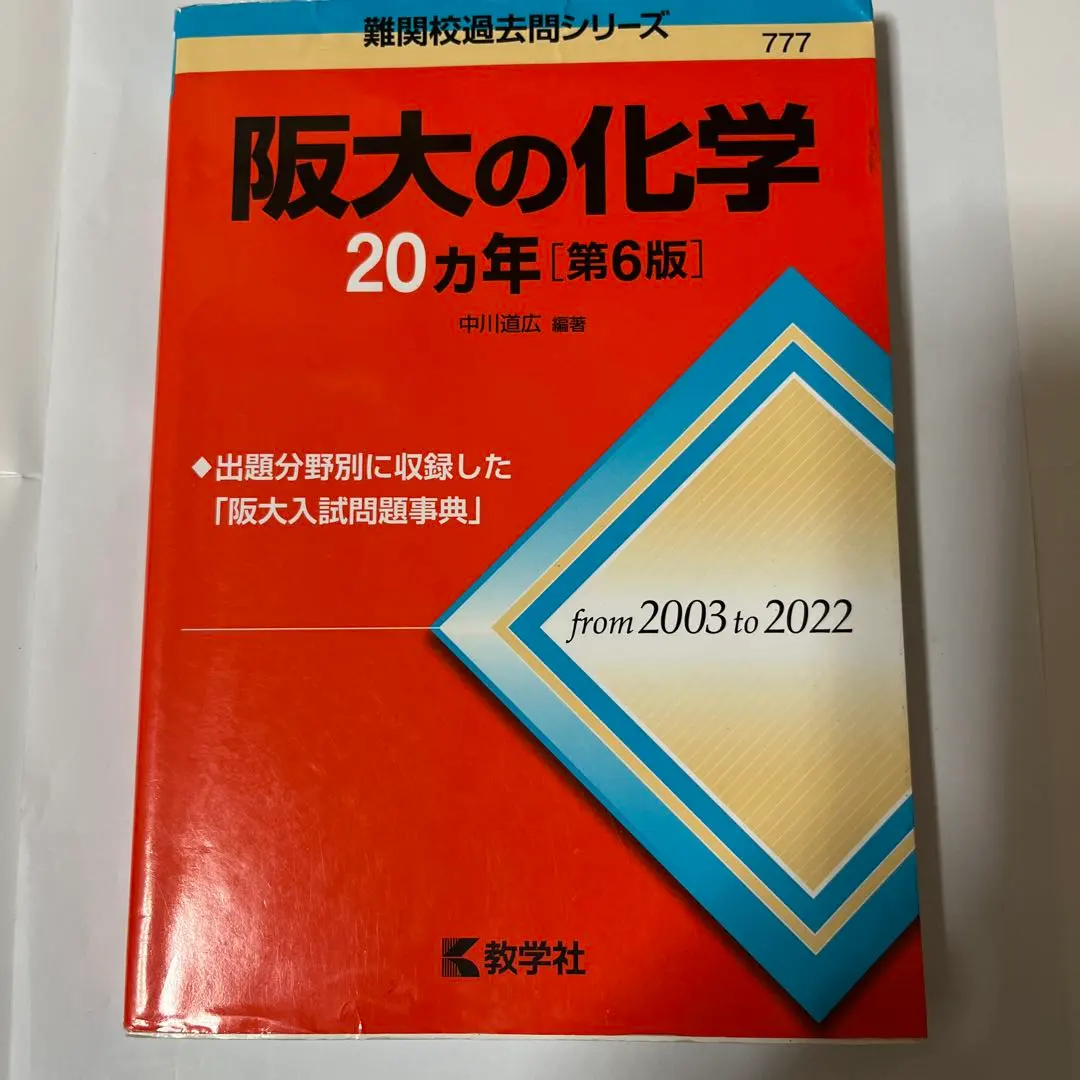 難関校過去問シリーズ
777
阪大の化学
20カ年[第6版]
中川道広 編著
◆出題分野別に収録した
「阪大入試問題事典」
from 2003 to 2022
教学社